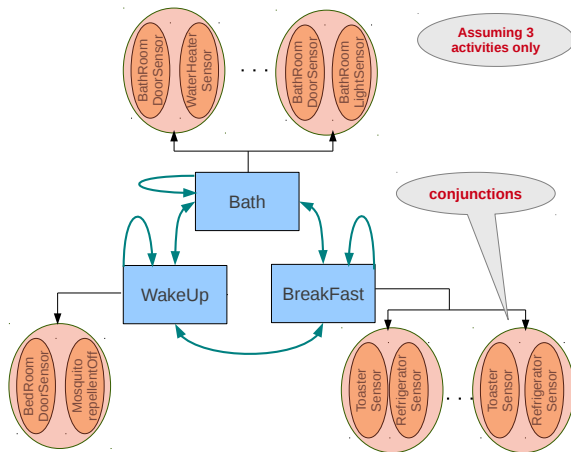 Assuming 3
activities only
BathRoom
DoorSensor
WaterHeater
Sensor
. . .
BathRoom
DoorSensor
BathRoom
LightSensor
Bath
conjunctions
WakeUp
BreakFast
BedRoom
DoorSensor
Mosquito
repellentOff
Toaster
Sensor
Refrigerator
Sensor
. . .
Toaster
Sensor
Refrigerator
Sensor